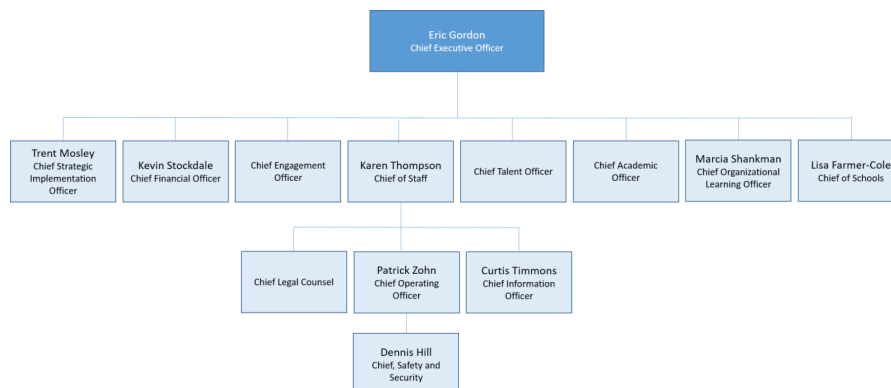 Eric Gordon
Chief Executive Officer
Trent Mosley
Chief Strategic
Implementation
Officer
Kevin Stockdale
Chief Financial Officer
Chief Engagement
Officer
Karen Thompson
Chief of Staff
Chief Talent Officer
Chief Academic
Officer
Marcia Shankman
Chief Organizational
Learning Officer
Lisa Farmer-Cole
Chief of Schools
Chief Legal Counsel
Patrick Zohn
Chief Operating
Officer
Curtis Timmons
Chief Information
Officer
Dennis Hill
Chief, Safety and
Security